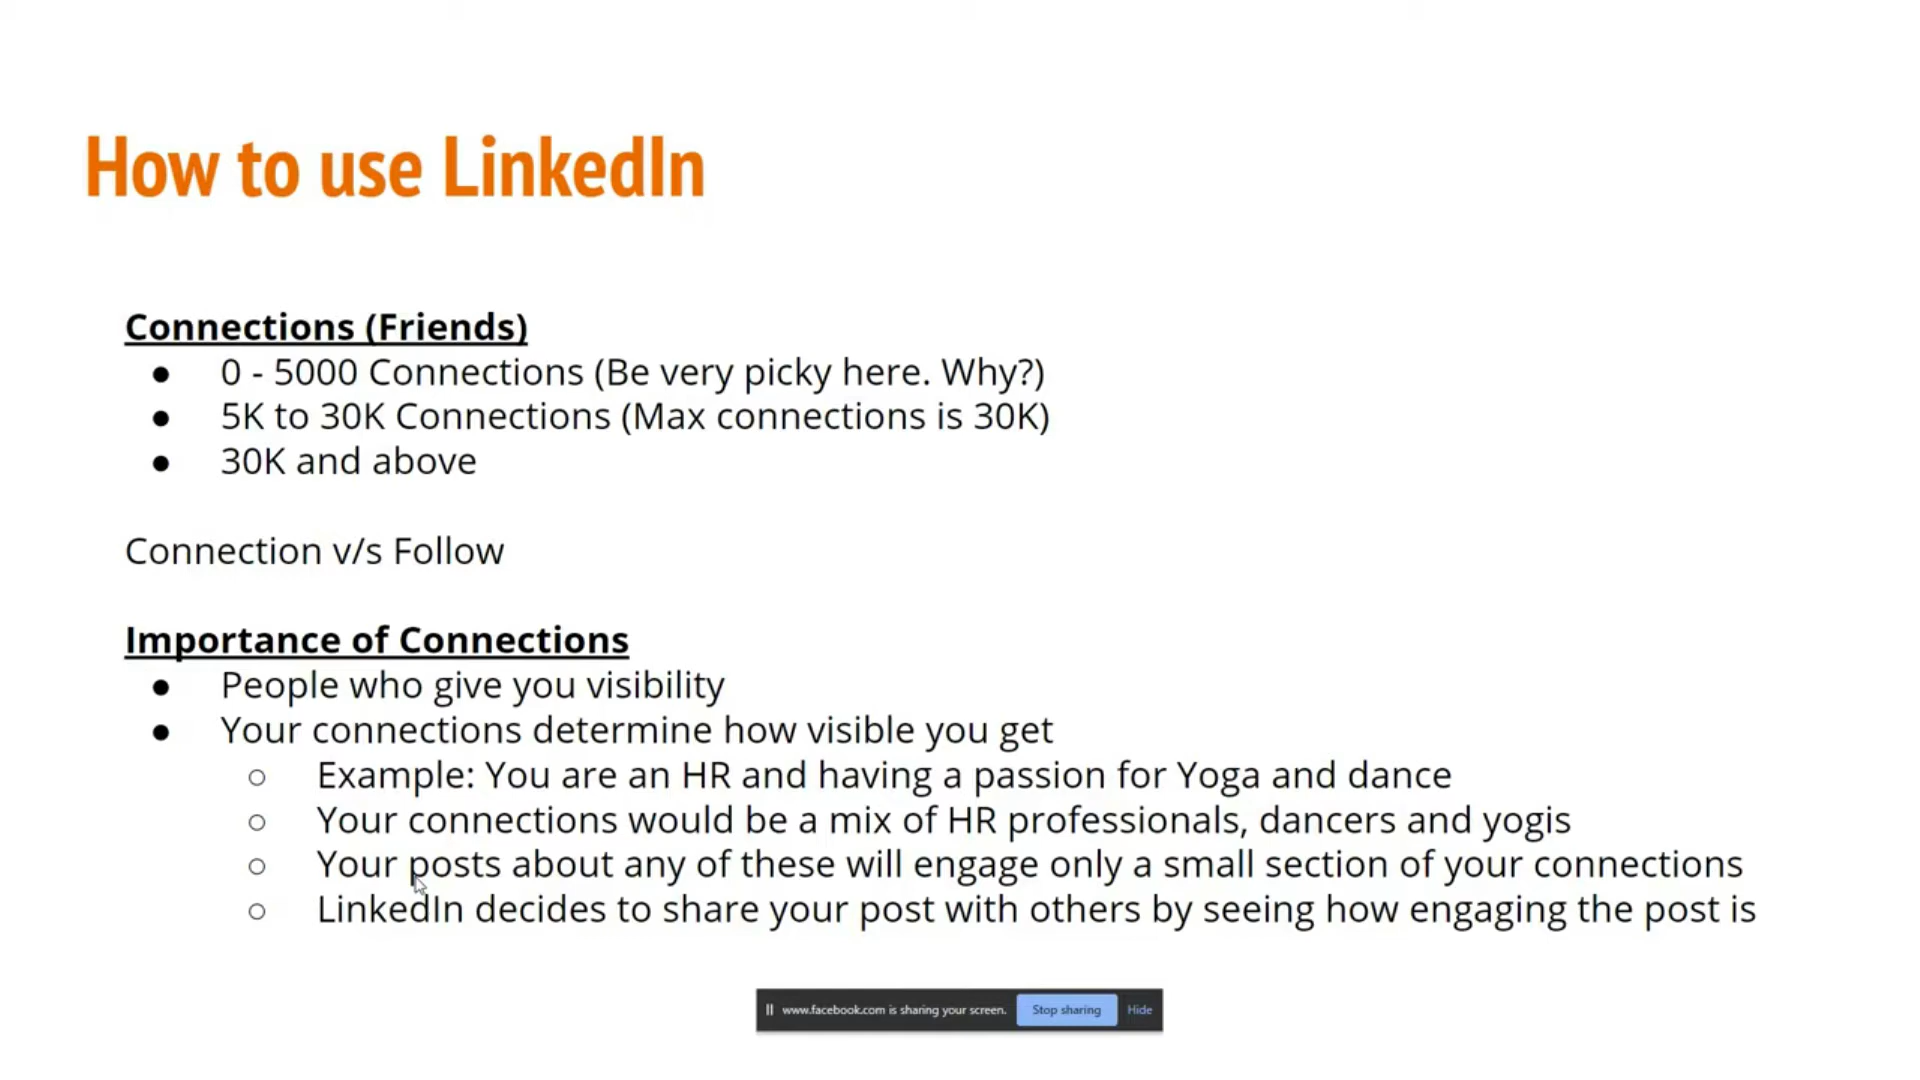 How to use LinkedIn
Connections (Friends)
● 0 - 5000 Connections (Be very picky here. Why?)
● 5K to 30K Connections (Max connections is 30K)
● 30K and above
Connection v/s Follow
Importance of Connections
● People who give you visibility
● Your connections determine how visible you get
○ Example: You are an HR and having a passion for Yoga and dance
○ Your connections would be a mix of HR professionals, dancers and yogis
○ Your posts about any of these will engage only a small section of your connections
○ LinkedIn decides to share your post with others by seeing how engaging the post is
www.facebook.com is sharing your screen. Stop sharing Hide